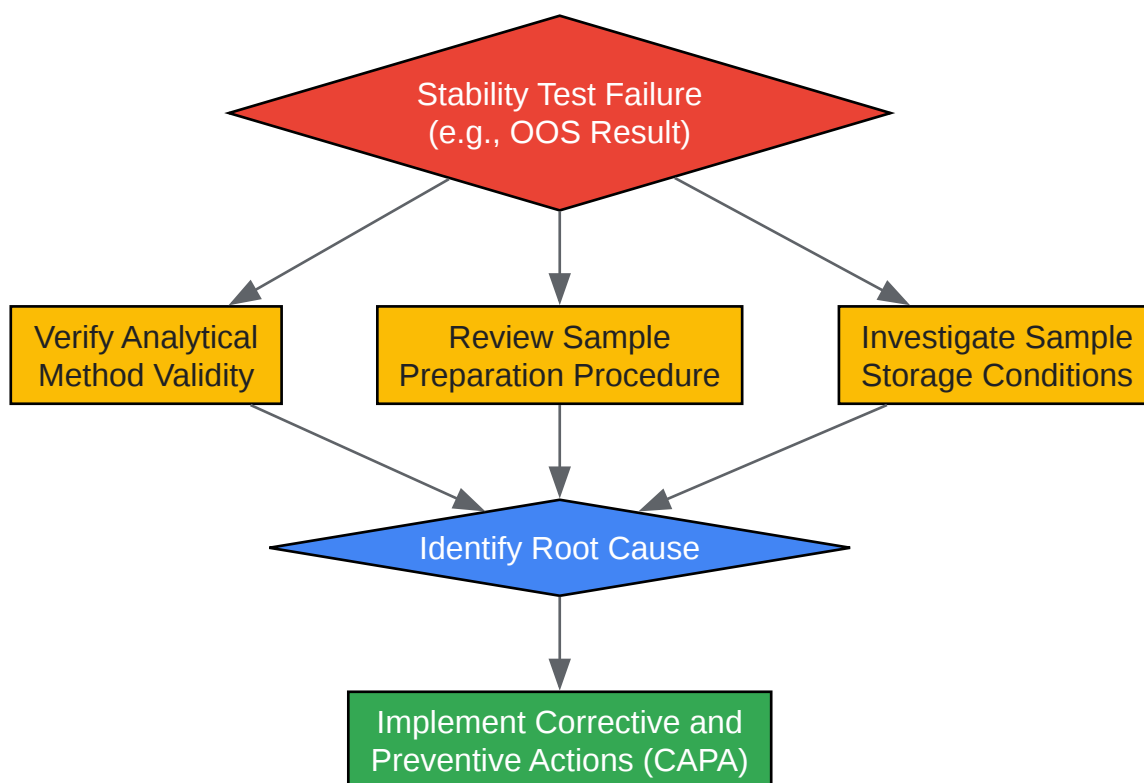 Stability Test Failure
(e.g., OOS Result)
Verify Analytical
Method Validity
Review Sample
Preparation Procedure
Investigate Sample
Storage Conditions
Identify Root Cause
Implement Corrective and
Preventive Actions (CAPA)